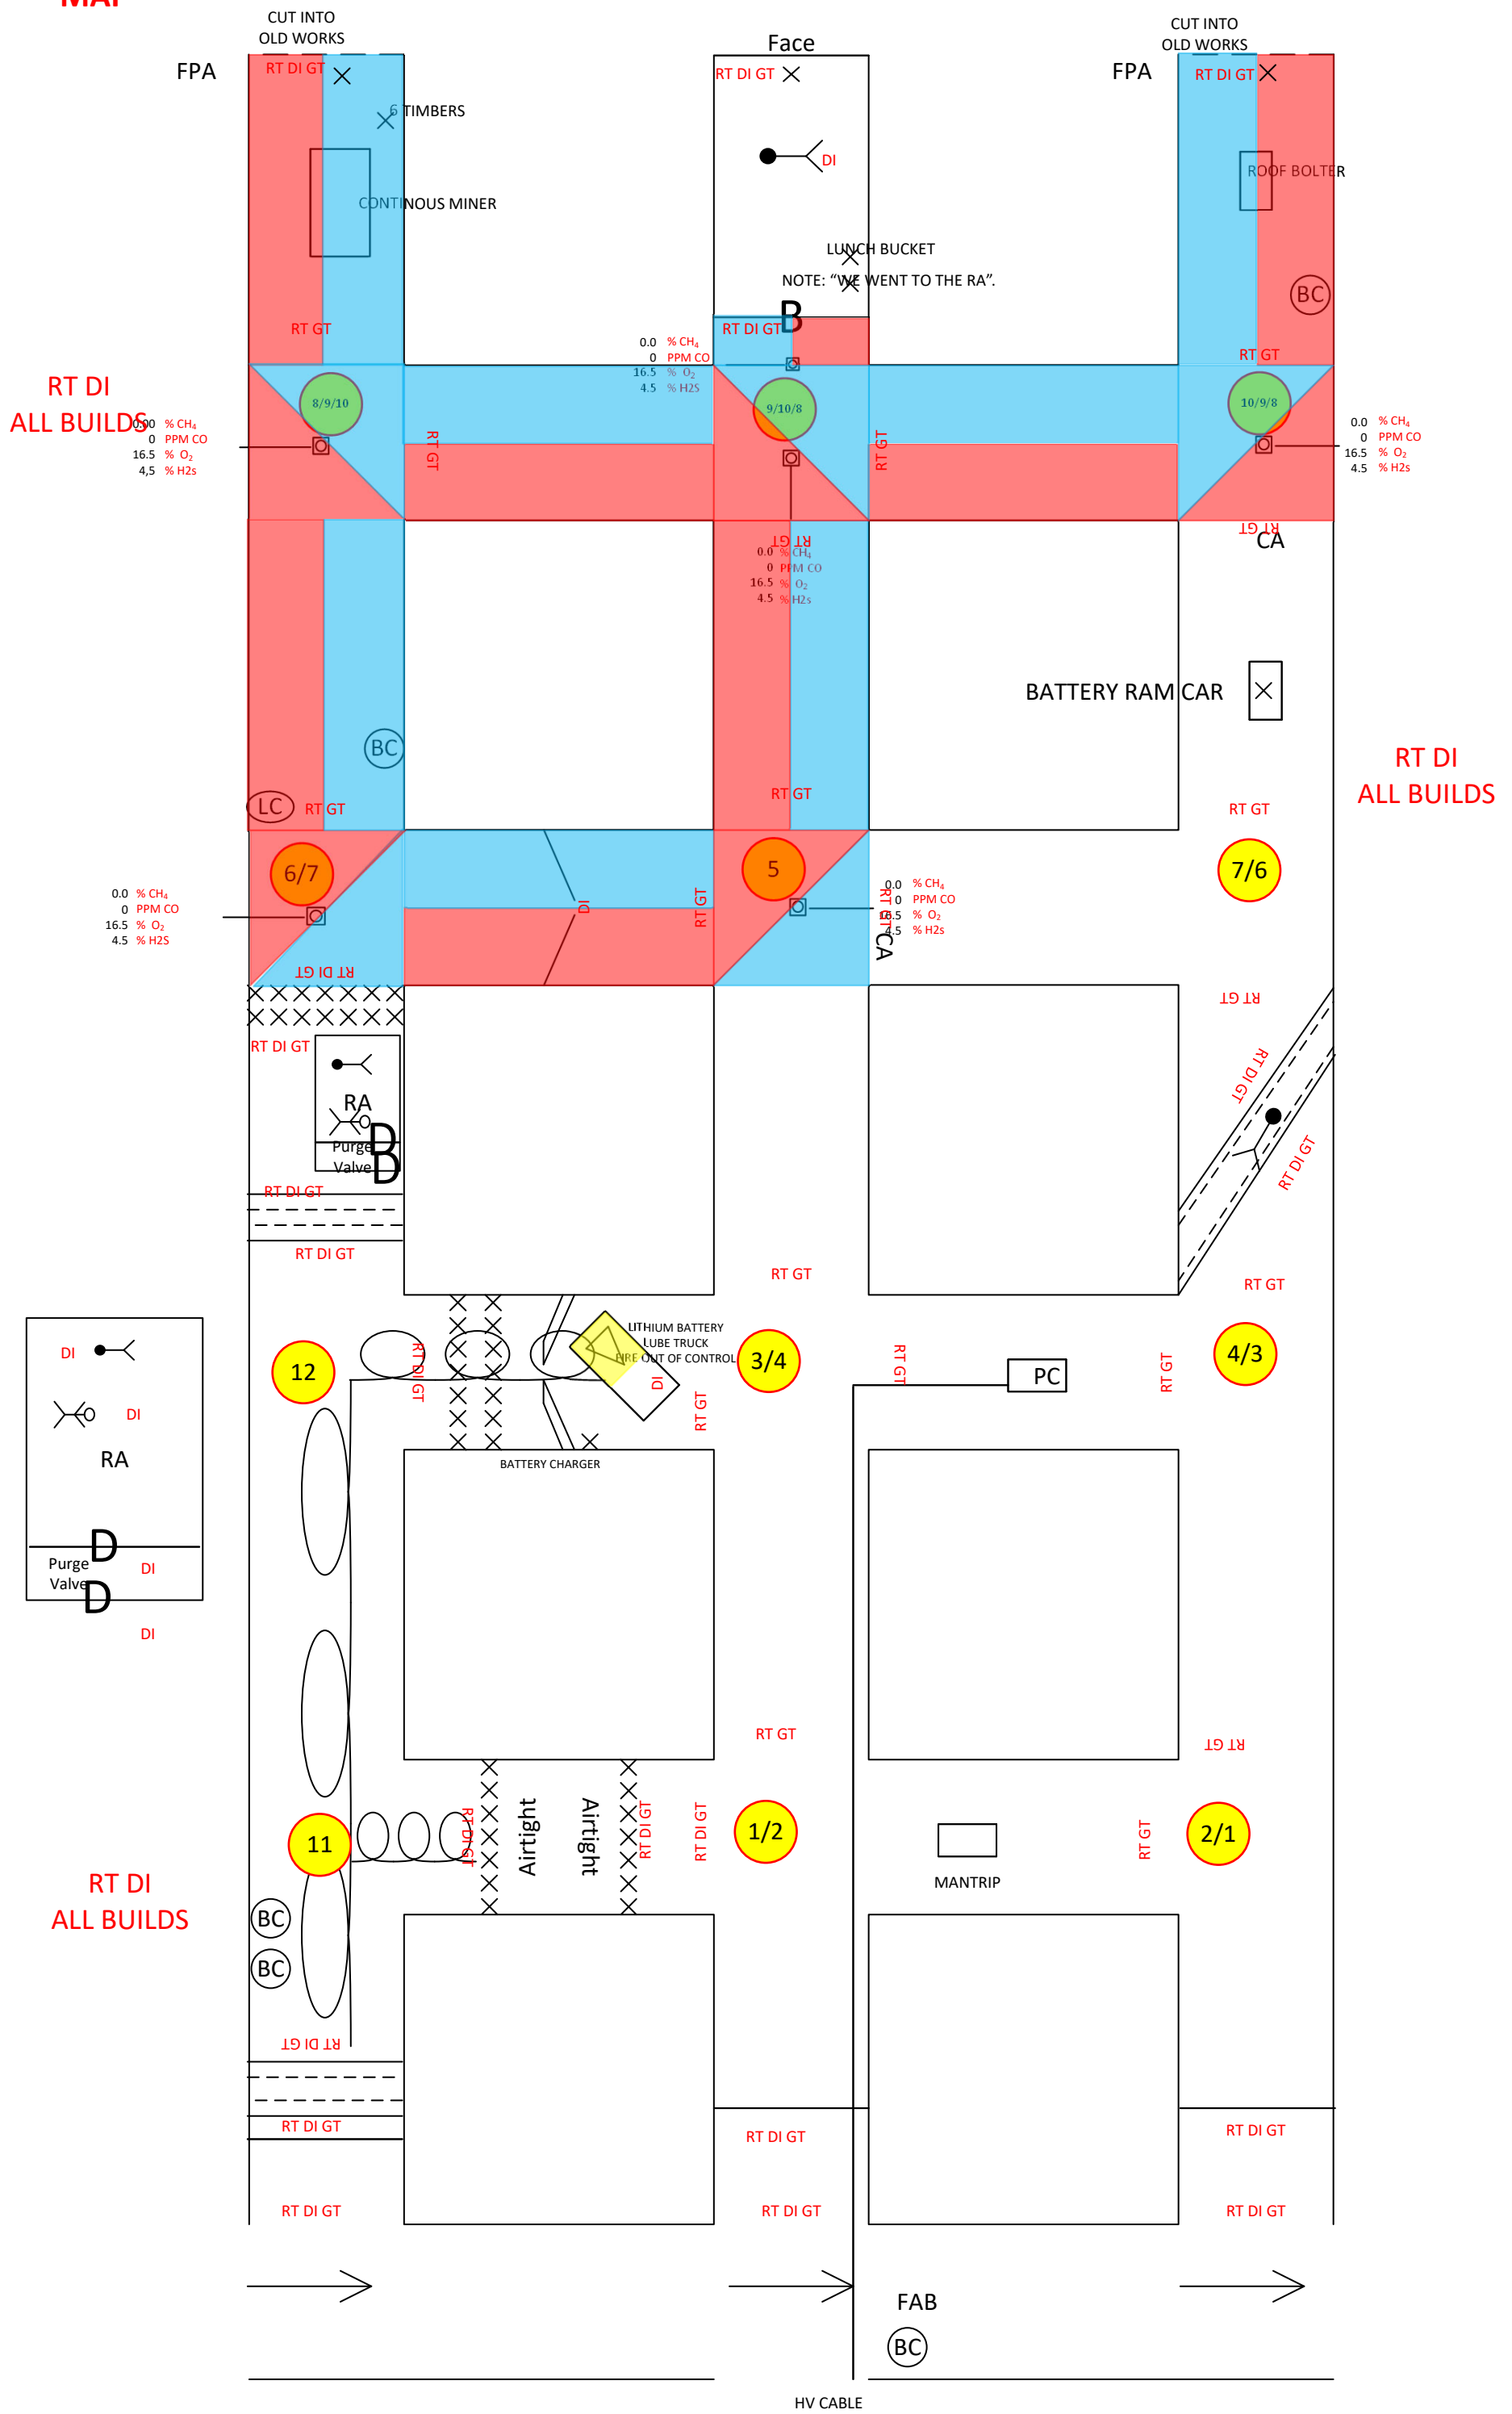 MAP
CUT INTO
OLD WORKS
Face
CUT INTO
OLD WORKS
FPA
RT DI GT
RT DI GT
FPA
RT DI GT
6 TIMBERS
DI
ROOF BOLTER
CONTINOUS MINER
LUNCH BUCKET
NOTE: “WE WENT TO THE RA”.
BC
B
RT GT
RT DI GT
0.0 % CH₄
0 PPM CO
16.5 % O₂
4.5 % H2S
RT GT
RT DI
ALL BUILDS
8/9/10
9/10/8
10/9/8
0.00 % CH₄
0 PPM CO
16.5 % O₂
4,5 % H2s
RT GT
RT GT
0.0 % CH₄
0 PPM CO
16.5 % O₂
4.5 % H2s
RT GT
RT GT
CA
0.0 % CH₄
0 PPM CO
16.5 % O₂
4.5 % H2s
BATTERY RAM CAR
BC
RT DI
ALL BUILDS
LC
RT GT
RT GT
RT GT
6/7
5
7/6
0.0 % CH₄
0 PPM CO
16.5 % O₂
4.5 % H2S
DI
RT GT
RT GT
0.0 % CH₄
0 PPM CO
16.5 % O₂
4.5 % H2s
CA
RT DI GT
RT GT
RT DI GT
RT DI GT
RA
D
Purge
Valve
D
RT DI GT
RT DI GT
RT DI GT
RT GT
RT GT
LITHIUM BATTERY
LUBE TRUCK
FIRE OUT OF CONTROL
DI
12
RT DI GT
3/4
RT GT
PC
RT GT
4/3
DI
RT GT
DI
RA
BATTERY CHARGER
D
Purge
Valve
DI
D
DI
RT GT
RT GT
11
RT DI GT
Airtight
Airtight
RT DI GT
RT DI GT
1/2
RT GT
2/1
MANTRIP
RT DI
ALL BUILDS
BC
BC
RT DI GT
RT DI GT
RT DI GT
RT DI GT
RT DI GT
RT DI GT
RT DI GT
FAB
BC
HV CABLE